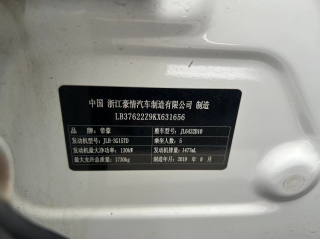 中国 浙江豪情汽车制造有限公司 制造
LB37622Z9KX631656
品牌:帝豪 整车型号:JL6432D10
发动机型号:JLH-3G15TD 乘坐人数:5
发动机最大净功率:130kW 发动机排量:1477mL
最大允许总质量:1730kg 制造年月:2019 年 8 月